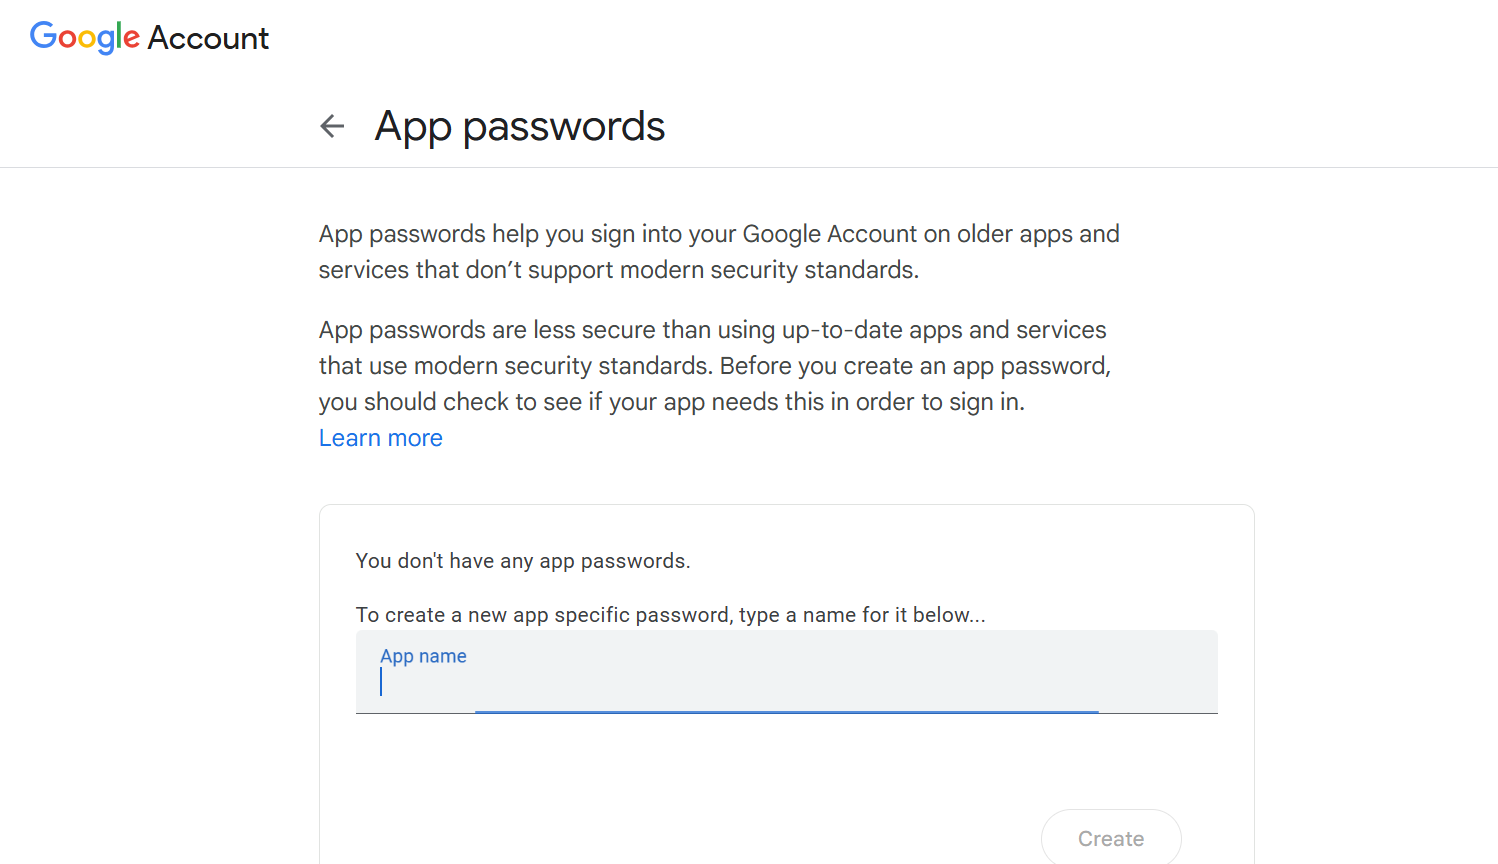 Google Account
App passwords
App passwords help you sign into your Google Account on older apps and
services that don’t support modern security standards.
App passwords are less secure than using up-to-date apps and services
that use modern security standards. Before you create an app password,
you should check to see if your app needs this in order to sign in.
Learn more
You don't have any app passwords.
To create a new app specific password, type a name for it below...
App name
Create